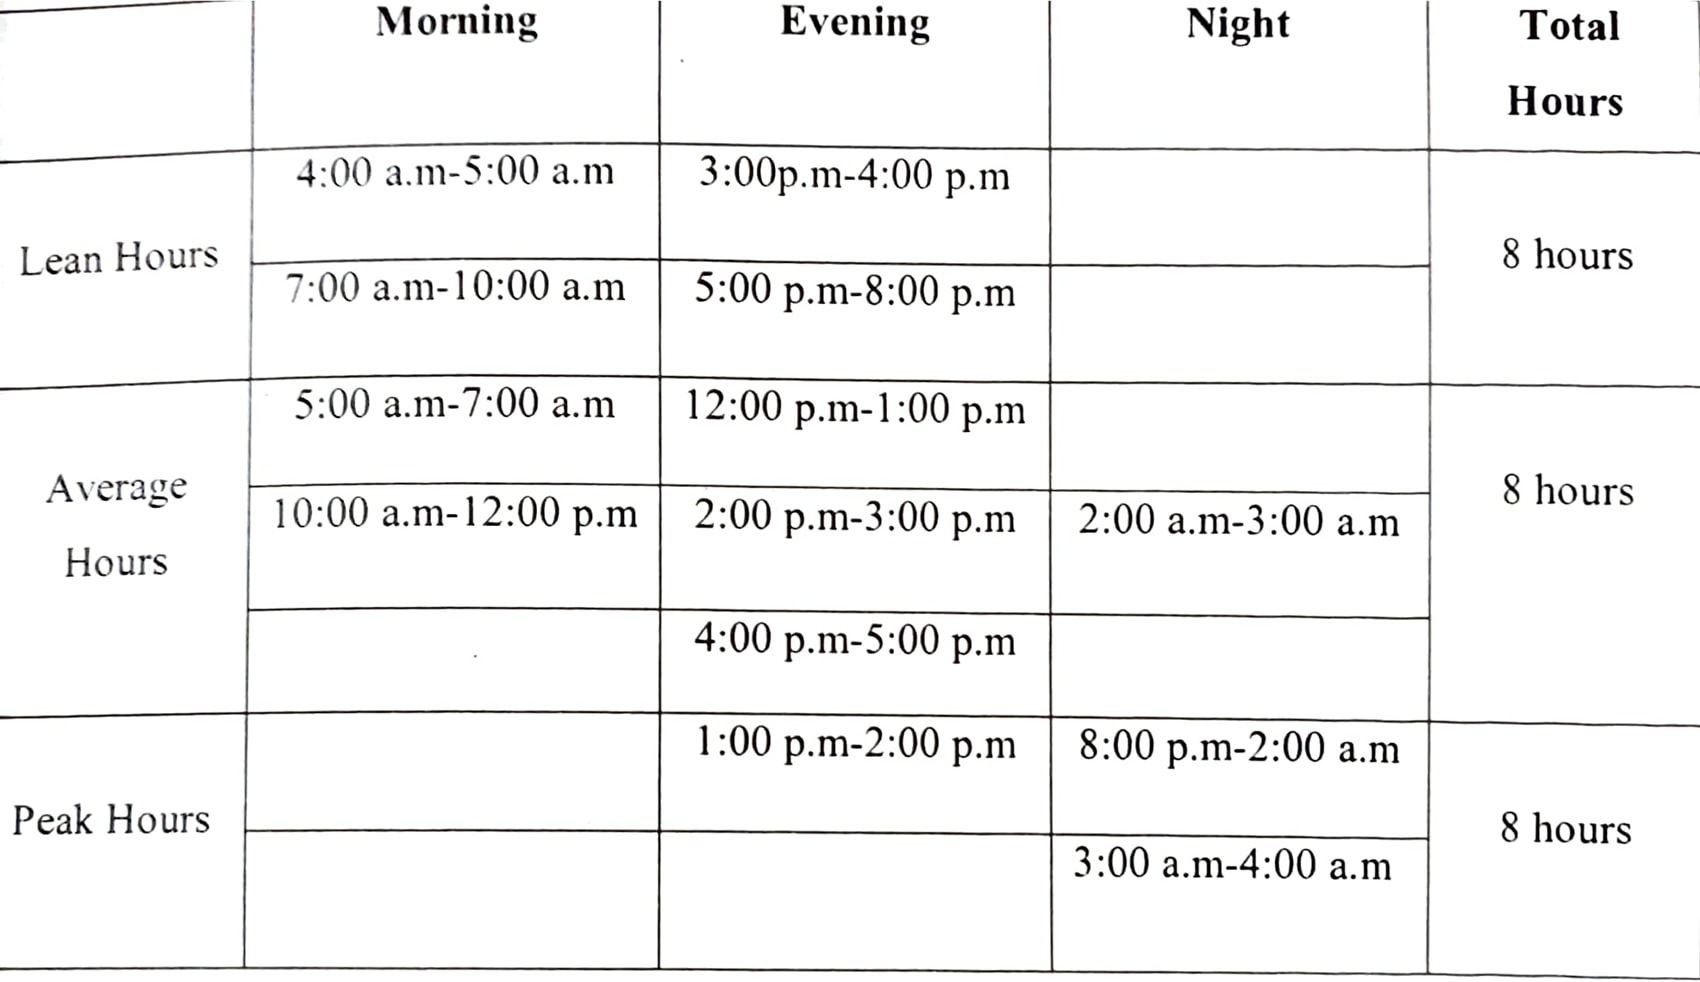 Morning Evening Night Total
Hours
4:00 a.m-5:00 a.m 3:00p.m-4:00 p.m
Lean Hours 8 hours
7:00 a.m-10:00 a.m 5:00 p.m-8:00 p.m
5:00 a.m-7:00 a.m 12:00 p.m-1:00 p.m
Average 8 hours
10:00 a.m-12:00 p.m 2:00 p.m-3:00 p.m 2:00 a.m-3:00 a.m
Hours
4:00 p.m-5:00 p.m
1:00 p.m-2:00 p.m 8:00 p.m-2:00 a.m
Peak Hours 8 hours
3:00 a.m-4:00 a.m